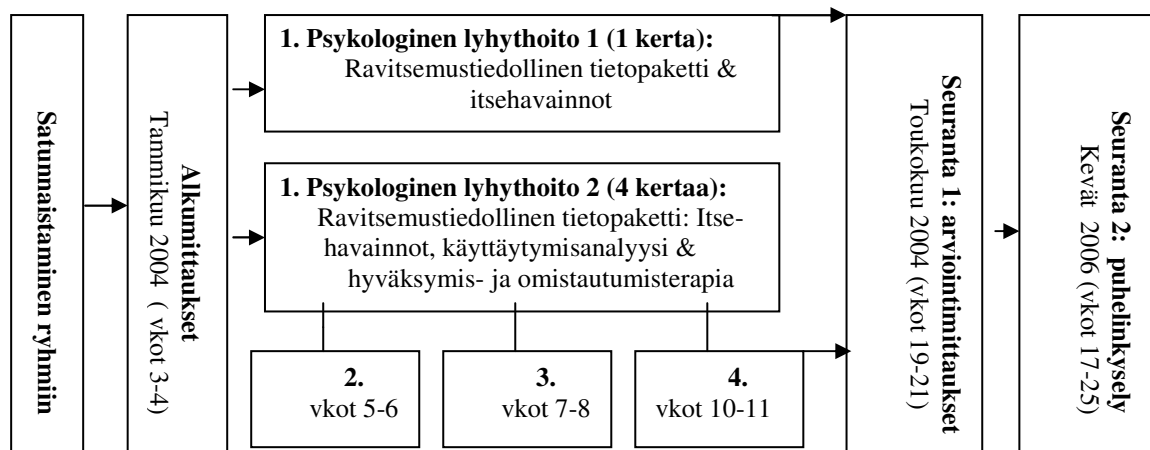 Satunnaistaminen ryhmiin
Alkumittaukset
Tammikuu 2004 ( vkot 3-4)
1. Psykologinen lyhythoito 1 (1 kerta):
Ravitsemustiedollinen tietopaketti &
itsehavainnot
1. Psykologinen lyhythoito 2 (4 kertaa):
Ravitsemustiedollinen tietopaketti: Itse-
havainnot, käyttäytymisanalyysi &
hyväksymis- ja omistautumisterapia
2.
vkot 5-6
3.
vkot 7-8
4.
vkot 10-11
Seuranta 1: arviointimittaukset
Toukokuu 2004 (vkot 19-21)
Seuranta 2: puhelinkysely
Kevät 2006 (vkot 17-25)